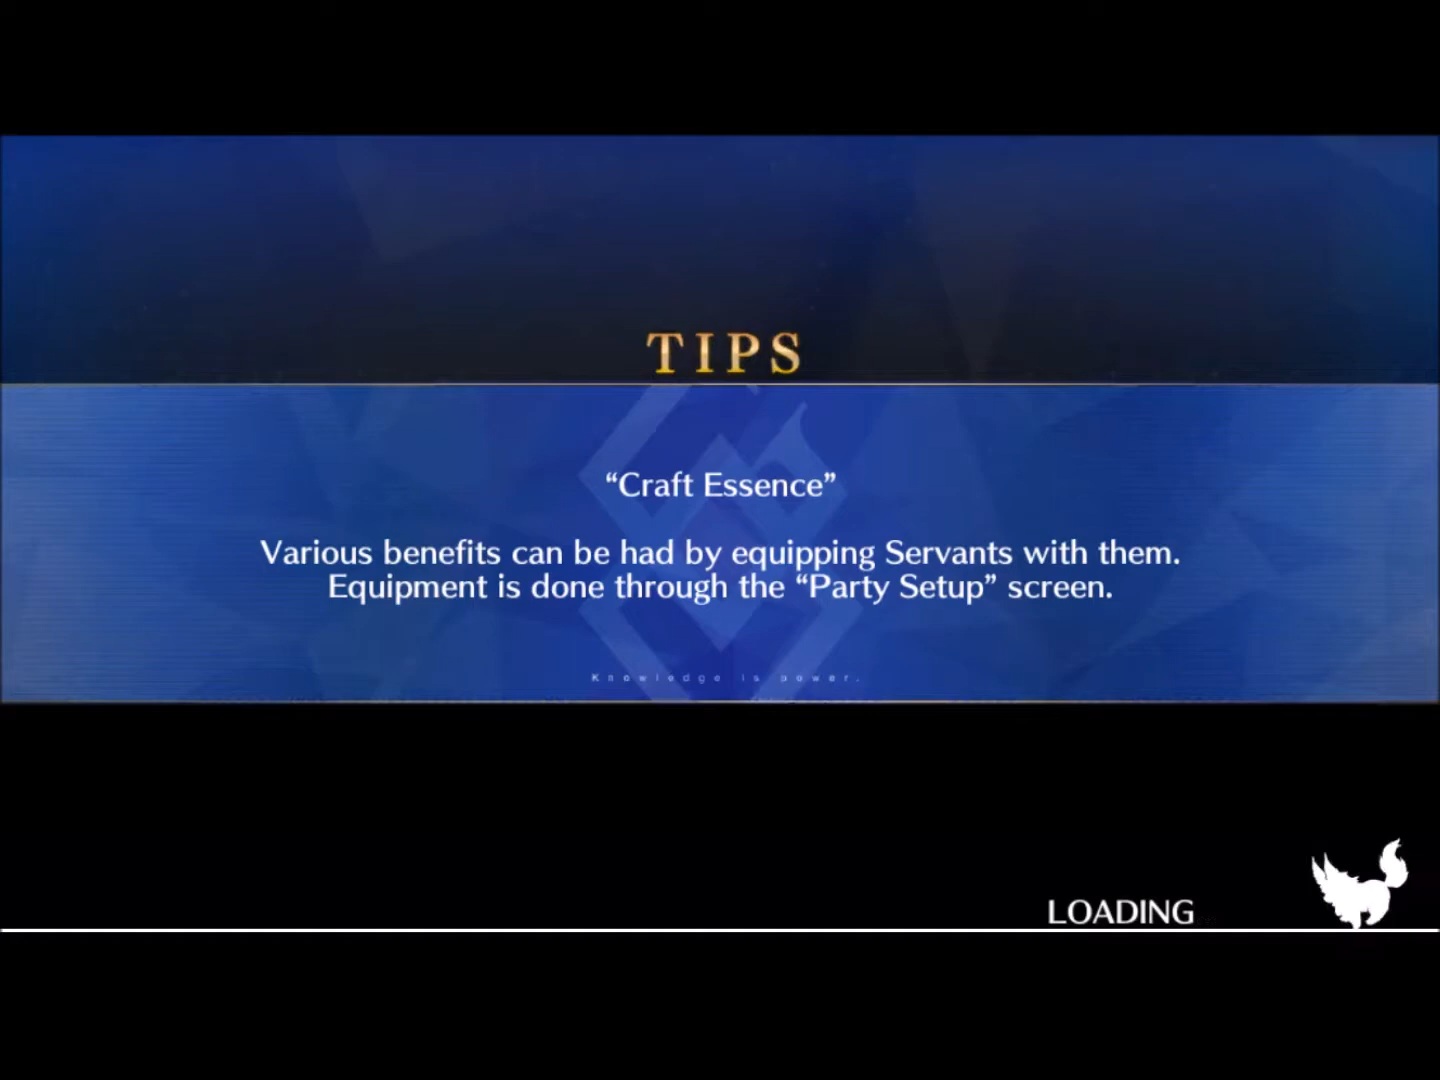 TIPS
“Craft Essence”
Various benefits can be had by equipping Servants with them.
Equipment is done through the “Party Setup” screen.
Knowledge is power.
LOADING